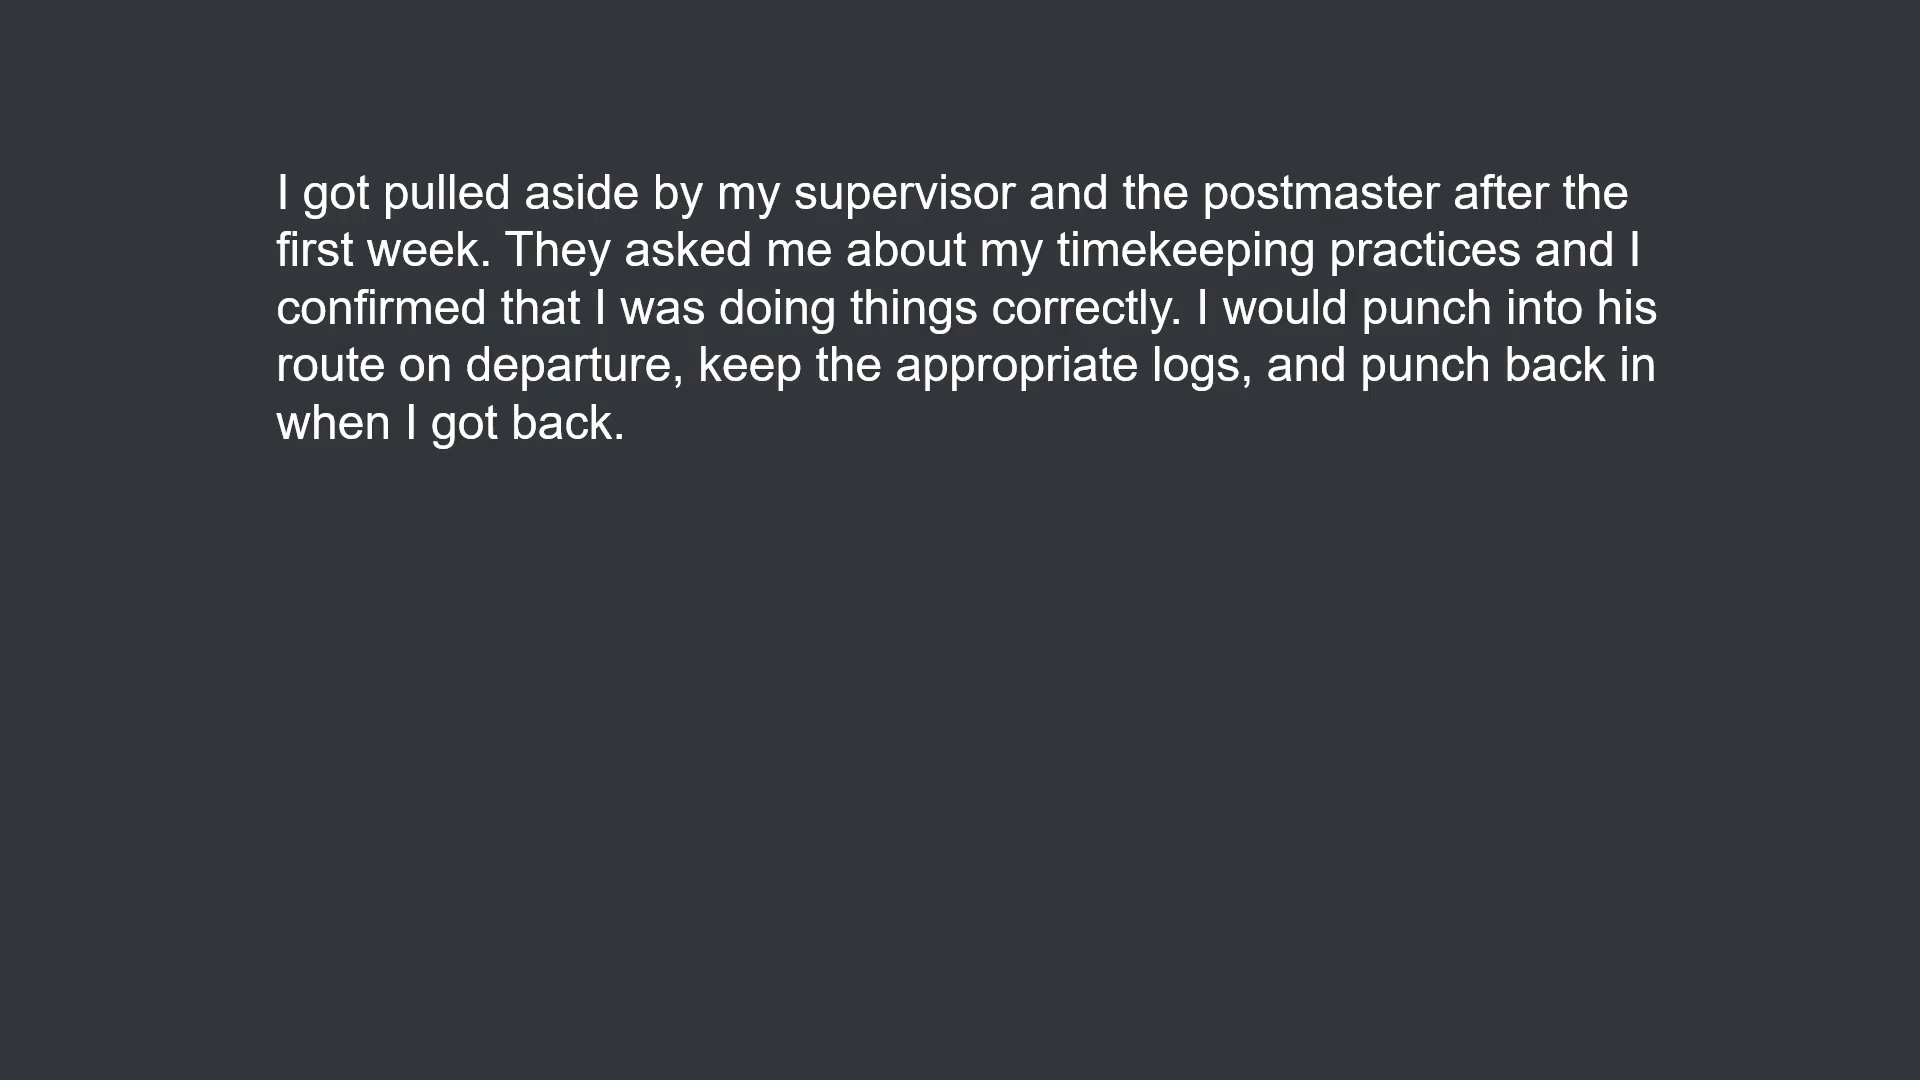 I got pulled aside by my supervisor and the postmaster after the
first week. They asked me about my timekeeping practices and I
confirmed that I was doing things correctly. I would punch into his
route on departure, keep the appropriate logs, and punch back in
when I got back.